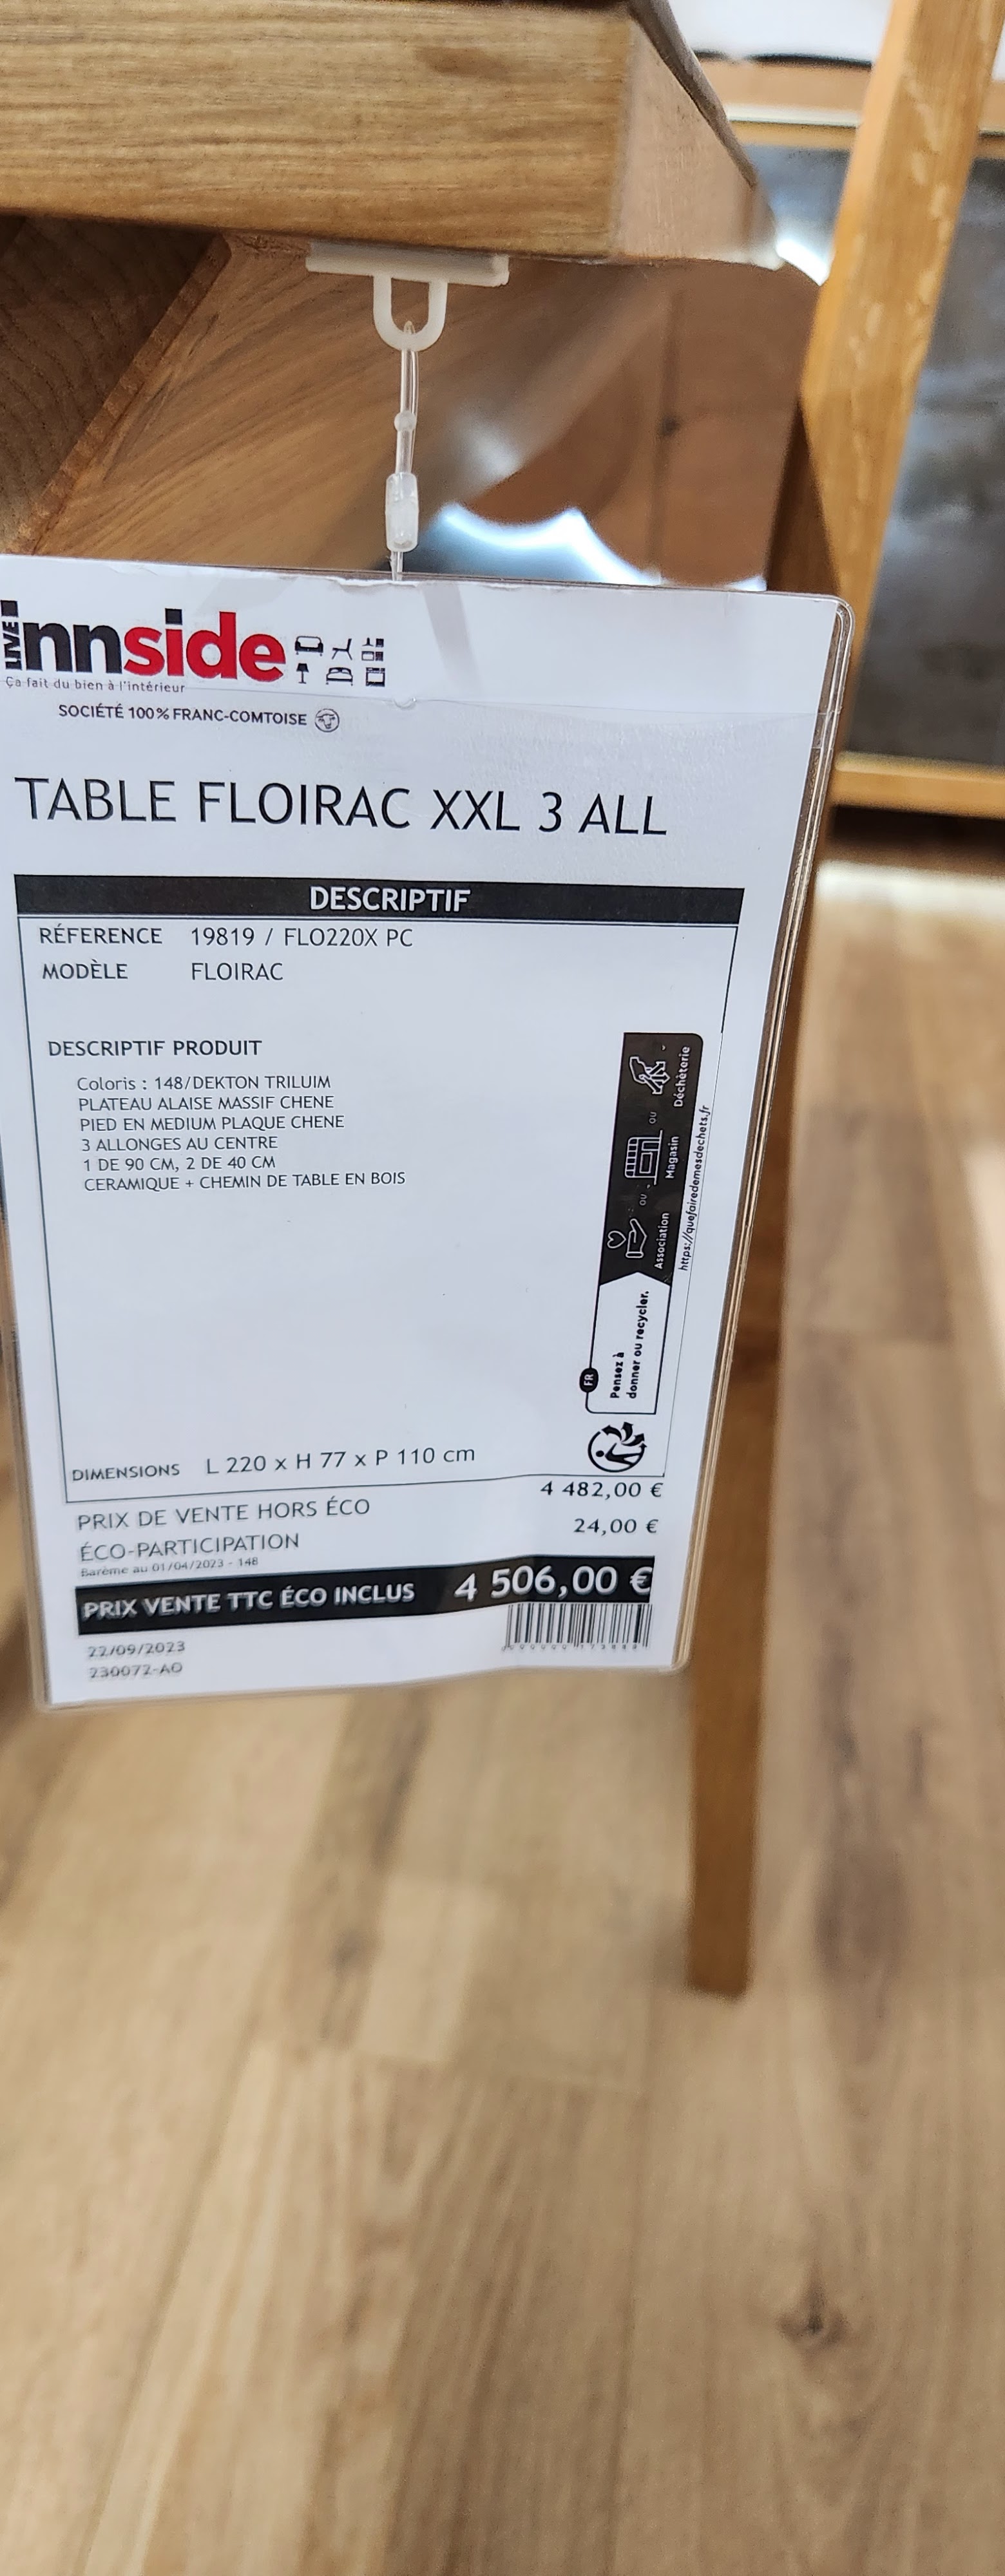 LIVE innside
Ça fait du bien à l'intérieur
SOCIÉTÉ 100% FRANC-COMTOISE
TABLE FLOIRAC XXL 3 ALL
DESCRIPTIF
RÉFERENCE 19819 / FLO220X PC
MODÈLE FLOIRAC
DESCRIPTIF PRODUIT
Coloris : 148/DEKTON TRILUIM
PLATEAU ALAISE MASSIF CHENE
PIED EN MEDIUM PLAQUE CHENE
3 ALLONGES AU CENTRE
1 DE 90 CM, 2 DE 40 CM
CERAMIQUE + CHEMIN DE TABLE EN BOIS
FR
Pensez à
donner ou recycler.
Association ou Magasin ou Déchèterie
https://quefairedemesdechets.fr
DIMENSIONS L 220 x H 77 x P 110 cm
PRIX DE VENTE HORS ÉCO 4 482,00 €
ÉCO-PARTICIPATION 24,00 €
Barème au 01/04/2023 - 148
PRIX VENTE TTC ÉCO INCLUS 4 506,00 €
22/09/2023
230072-AO